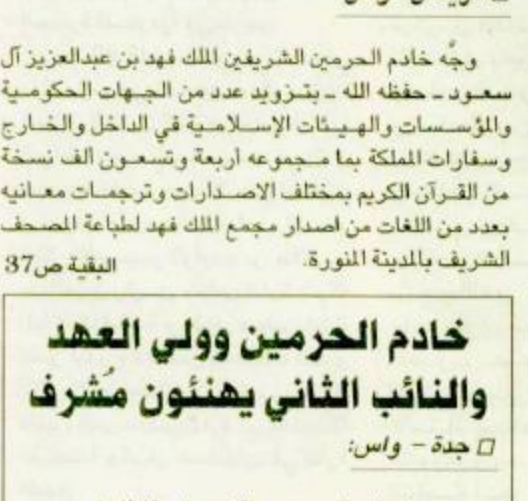 وجَّه خادم الحرمين الشريفين الملك فهد بن عبدالعزيز آل
سعود ـ حفظه الله ـ بتزويد عدد من الجهات الحكومية
والمؤسسات والهيئات الإسلامية في الداخل والخارج
وسفارات المملكة بما مجموعه أربعة وتسعون ألف نسخة
من القرآن الكريم بمختلف الاصدارات وترجمات معانيه
بعدد من اللغات من اصدار مجمع الملك فهد لطباعة المصحف
الشريف بالمدينة المنورة.
البقية ص37
خادم الحرمين وولي العهد
والنائب الثاني يهنئون مُشرف
□ جدة – واس: